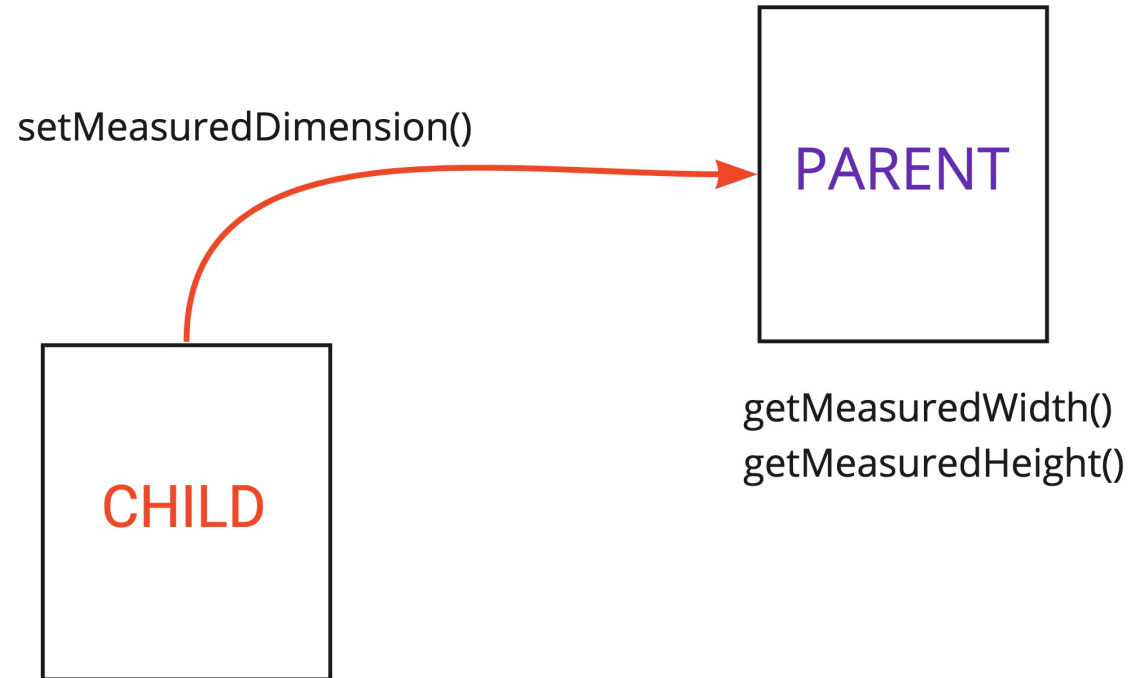 setMeasuredDimension()
PARENT
getMeasuredWidth()
getMeasuredHeight()
CHILD